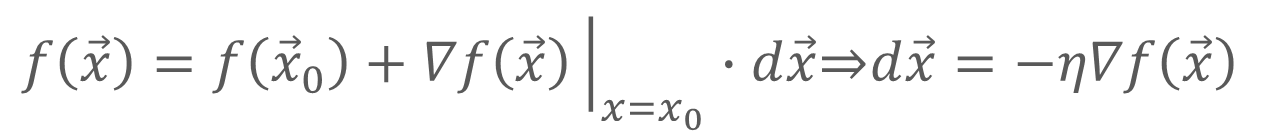 f(x⃗) = f(x⃗₀) + ∇f(x⃗)|ₓ₌ₓ₀ · dx⃗⇒dx⃗ = −η∇f(x⃗)